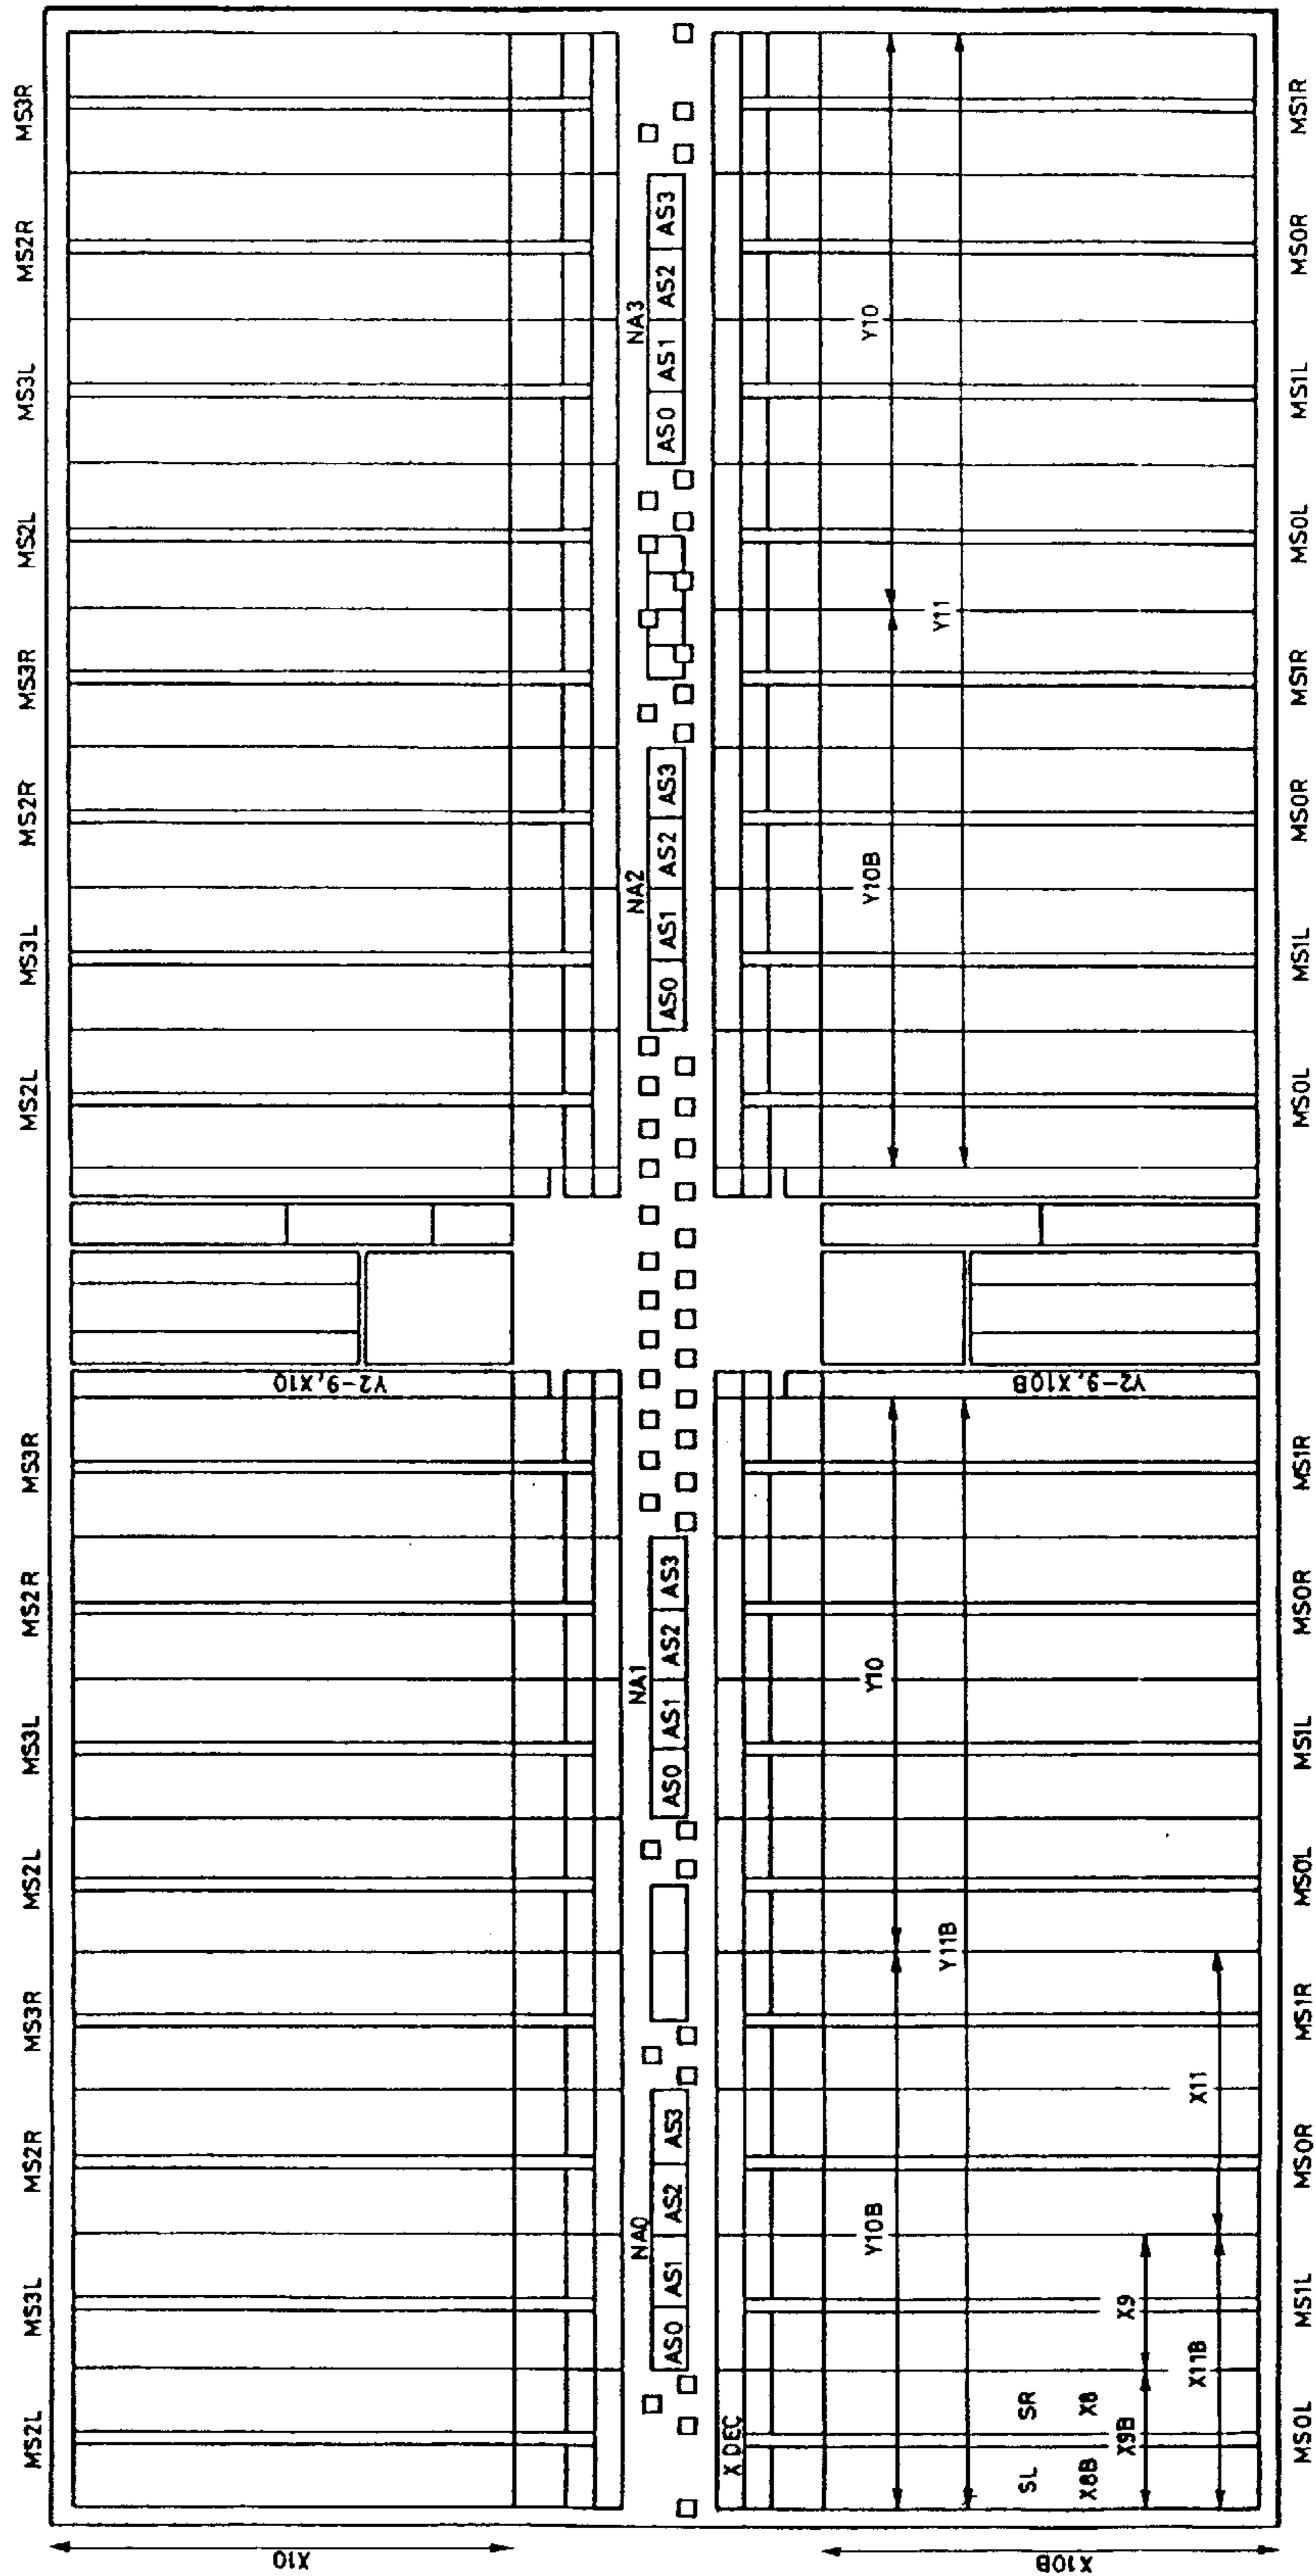 MS2L MS3L MS2R MS3R MS2L MS3L MS2R MS3R MS2L MS3L MS2R MS3R MS2L MS3L MS2R MS3R
X10
Y2-9,X10
NA0 NA1 NA2 NA3
AS0 AS1 AS2 AS3 AS0 AS1 AS2 AS3 AS0 AS1 AS2 AS3 AS0 AS1 AS2 AS3
X DEC
Y10B Y10 Y10B Y10
Y11B Y11
SL SR
X8B X8
X9B X9
X11B X11
Y2-9,X10B
X10B
MS0L MS1L MS0R MS1R MS0L MS1L MS0R MS1R MS0L MS1L MS0R MS1R MS0L MS1L MS0R MS1R